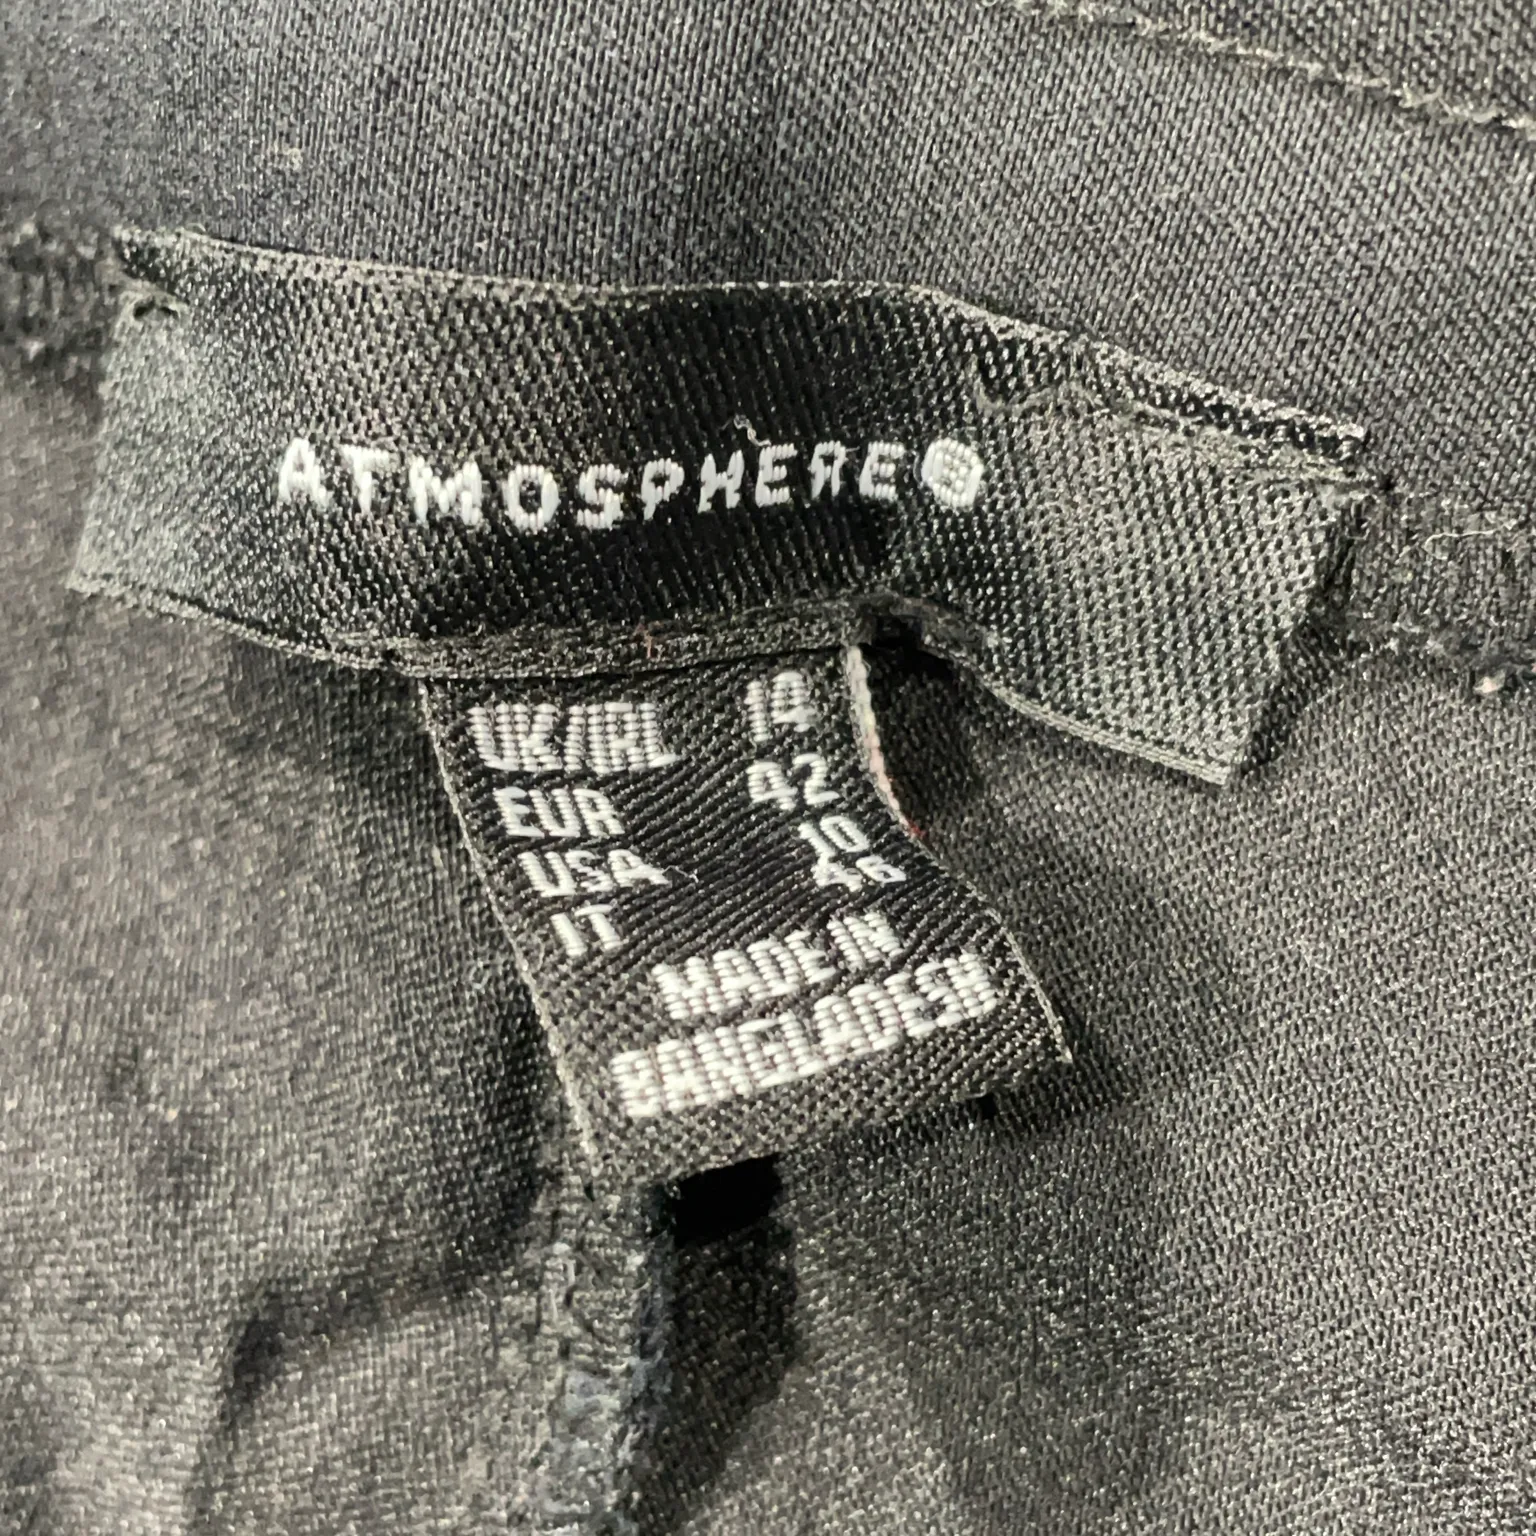 ATMOSPHERE®
UK/IRL 14
EUR 42
USA 10
IT 46
MADE IN
BANGLADESH